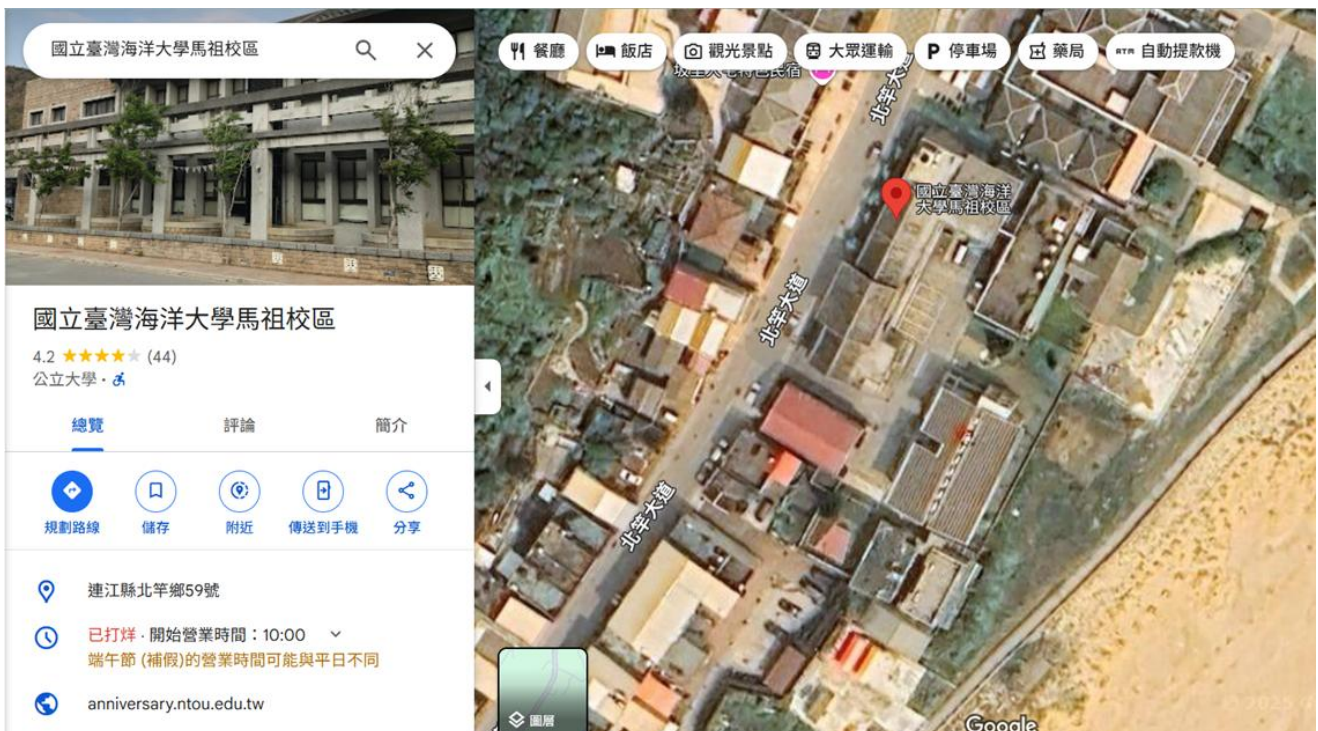 國立臺灣海洋大學馬祖校區
餐廳
飯店
觀光景點
大眾運輸
P 停車場
藥局
ATM 自動提款機
北竿大道
國立臺灣海洋
大學馬祖校區
北竿大道
北竿大道
國立臺灣海洋大學馬祖校區
4.2 ★★★★★ (44)
公立大學 ·
總覽
評論
簡介
規劃路線
儲存
附近
傳送到手機
分享
連江縣北竿鄉59號
已打烊 · 開始營業時間：10:00
端午節 (補假)的營業時間可能與平日不同
anniversary.ntou.edu.tw
圖層
Google